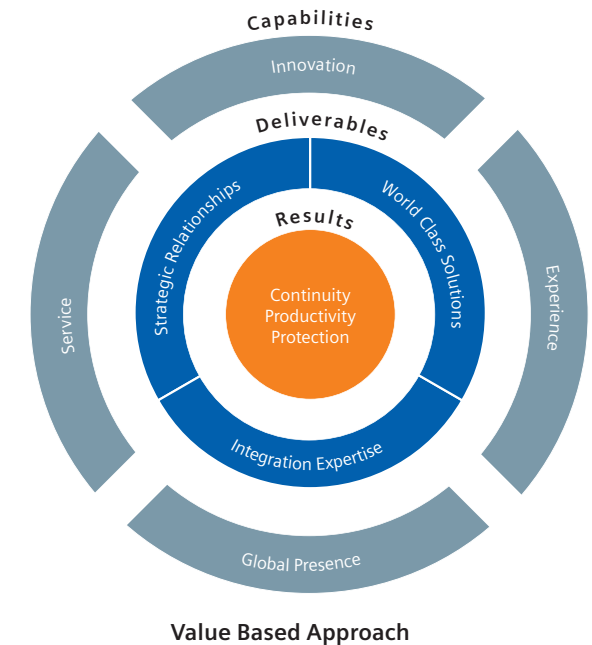 Capabilities
Innovation
Deliverables
Strategic Relationships
World Class Solutions
Results
Continuity
Productivity
Protection
Service
Experience
Integration Expertise
Global Presence
Value Based Approach